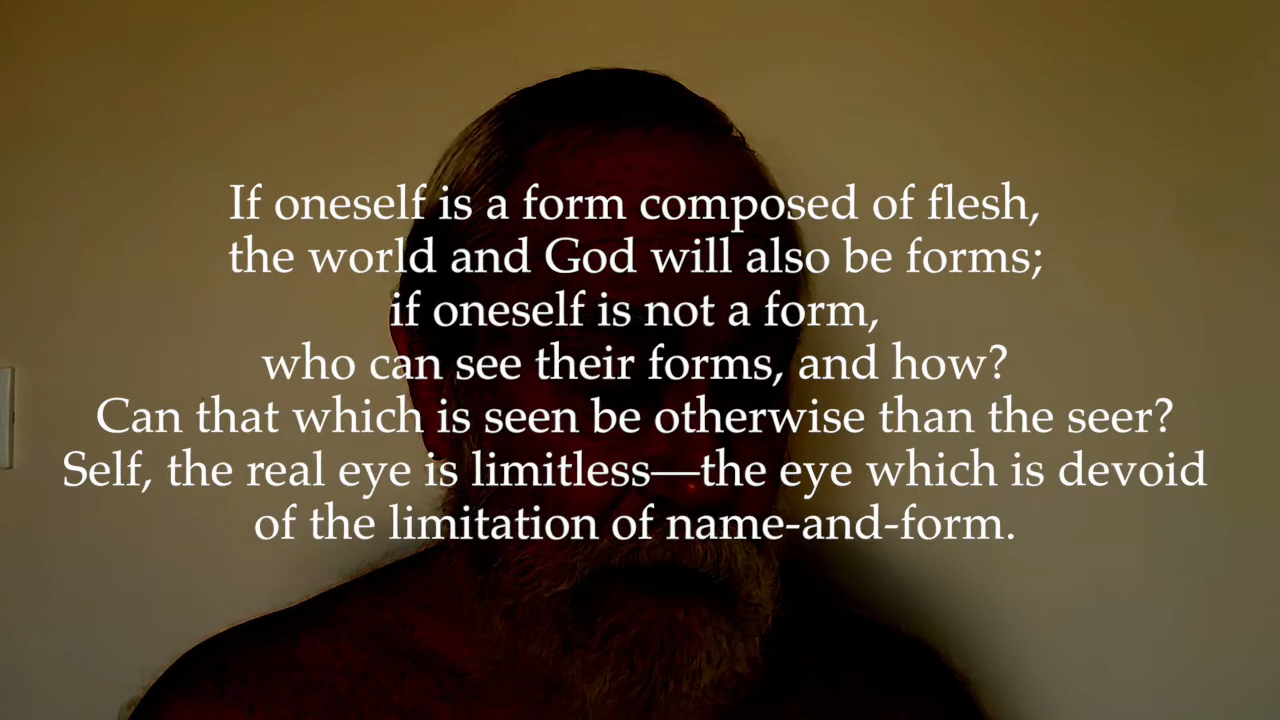 If oneself is a form composed of flesh,
the world and God will also be forms;
if oneself is not a form,
who can see their forms, and how?
Can that which is seen be otherwise than the seer?
Self, the real eye is limitless—the eye which is devoid
of the limitation of name-and-form.